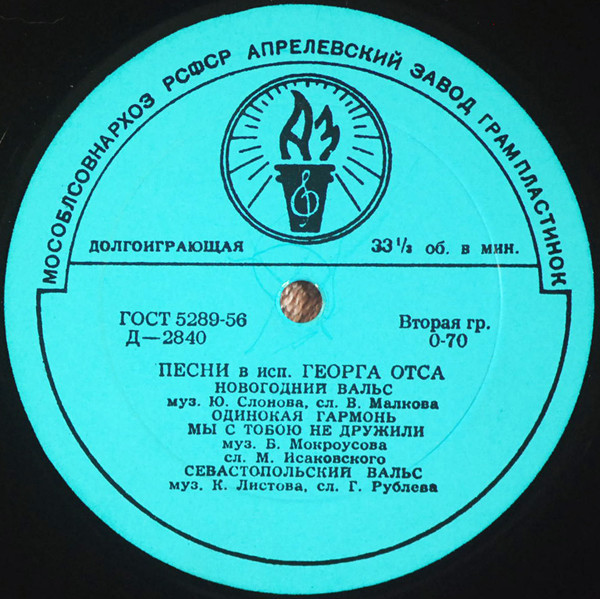 МОСОБЛСОВНАРХОЗ РСФСР АПРЕЛЕВСКИЙ ЗАВОД ГРАМПЛАСТИНОК
АЗ
ДОЛГОИГРАЮЩАЯ 33 1/3 об. в мин.
ГОСТ 5289-56 Вторая гр.
Д—2840 0-70
ПЕСНИ в исп. ГЕОРГА ОТСА
НОВОГОДНИЙ ВАЛЬС
муз. Ю. Слонова, сл. В. Малкова
ОДИНОКАЯ ГАРМОНЬ
МЫ С ТОБОЮ НЕ ДРУЖИЛИ
муз. Б. Мокроусова
сл. М. Исаковского
СЕВАСТОПОЛЬСКИЙ ВАЛЬС
муз. К. Листова, сл. Г. Рублева